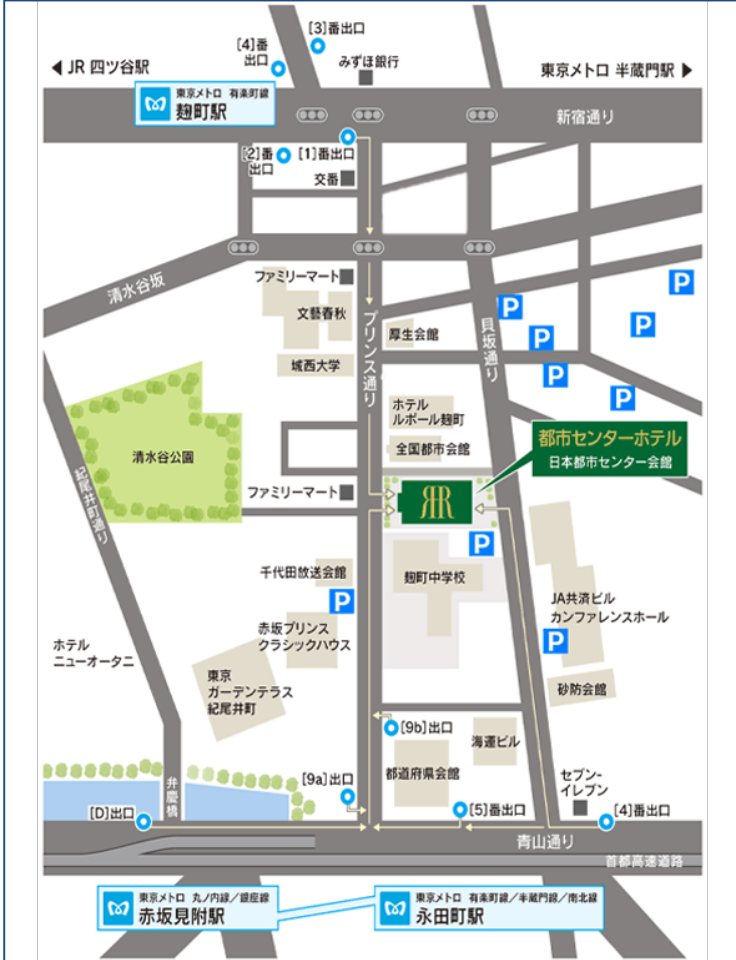 [3]番出口
[4]番
出口
みずほ銀行
◀ JR 四ツ谷駅
東京メトロ 半蔵門駅 ▶
東京メトロ 有楽町線
麹町駅
新宿通り
[2]番
出口
[1]番出口
交番
清水谷坂
ファミリーマート
文藝春秋
プリンス通り
厚生会館
貝坂通り
P
P
P
P
P
P
城西大学
ホテル
ルポール麹町
全国都市会館
都市センターホテル
日本都市センター会館
清水谷公園
紀尾井町通り
ファミリーマート
P
千代田放送会館
P
麹町中学校
JA共済ビル
カンファレンスホール
P
赤坂プリンス
クラシックハウス
ホテル
ニューオータニ
東京
ガーデンテラス
紀尾井町
砂防会館
[9b]出口
海運ビル
都道府県会館
[9a]出口
弁慶橋
セブン-
イレブン
[D]出口
[5]番出口
[4]番出口
青山通り
首都高速道路
東京メトロ 丸ノ内線／銀座線
赤坂見附駅
東京メトロ 有楽町線／半蔵門線／南北線
永田町駅